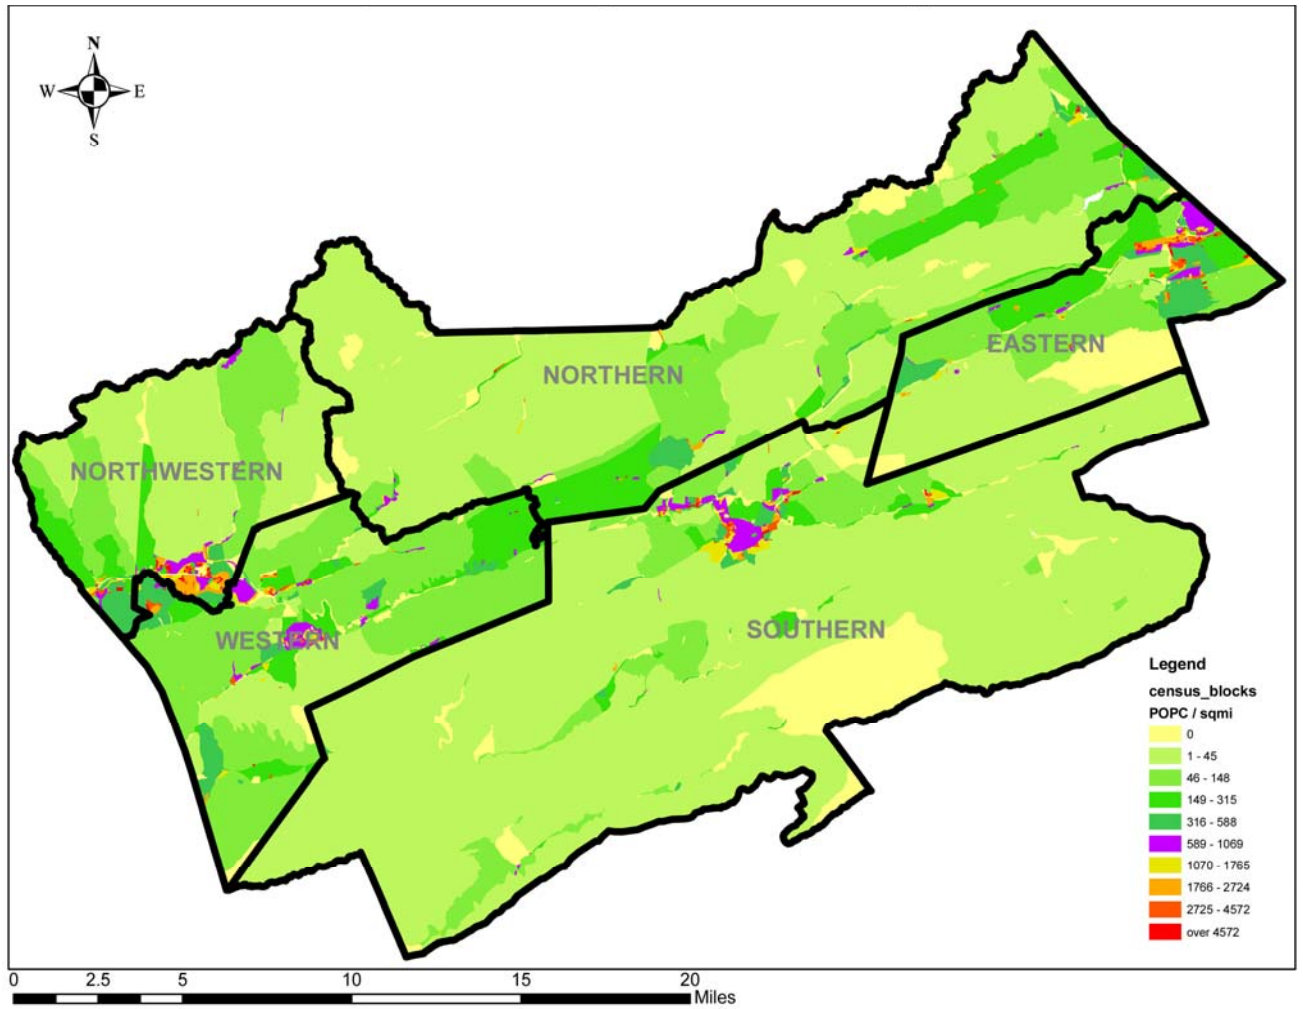 N
W E
S
NORTHERN
EASTERN
NORTHWESTERN
WESTERN
SOUTHERN
Legend
census_blocks
POPC / sqmi
0
1 - 45
46 - 148
149 - 315
316 - 588
589 - 1069
1070 - 1765
1766 - 2724
2725 - 4572
over 4572
0 2.5 5 10 15 20
Miles